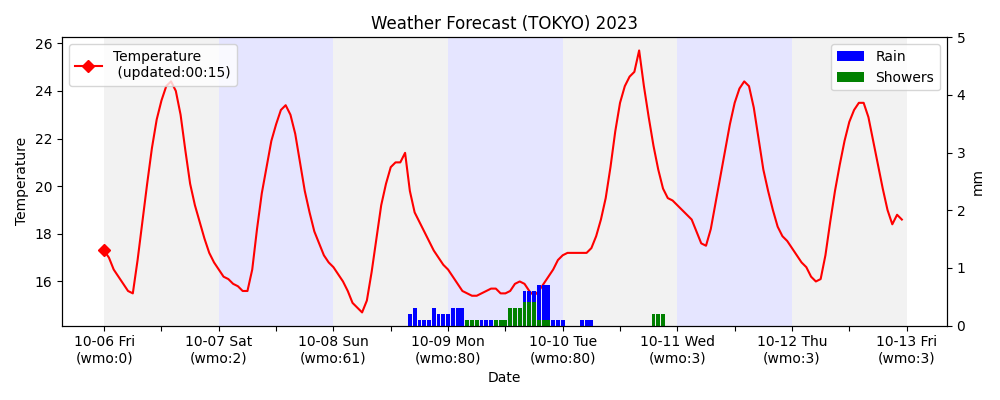 Weather Forecast (TOKYO) 2023
Temperature
(updated:00:15)
Rain
Showers
26
24
22
20
18
16
Temperature
5
4
3
2
1
0
mm
10-06 Fri 10-07 Sat 10-08 Sun 10-09 Mon 10-10 Tue 10-11 Wed 10-12 Thu 10-13 Fri
(wmo:0) (wmo:2) (wmo:61) (wmo:80) (wmo:80) (wmo:3) (wmo:3) (wmo:3)
Date